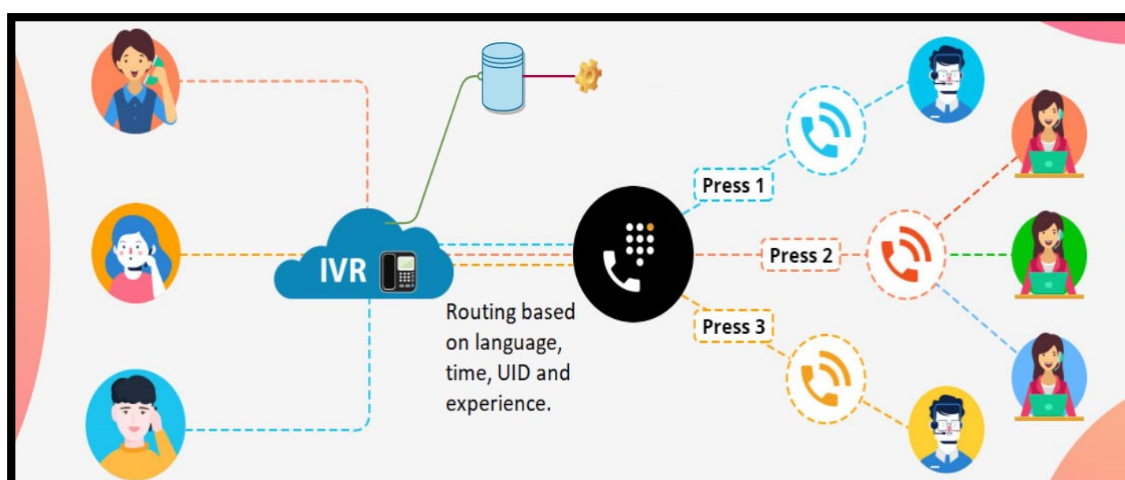 IVR
Routing based
on language,
time, UID and
experience.
Press 1
Press 2
Press 3